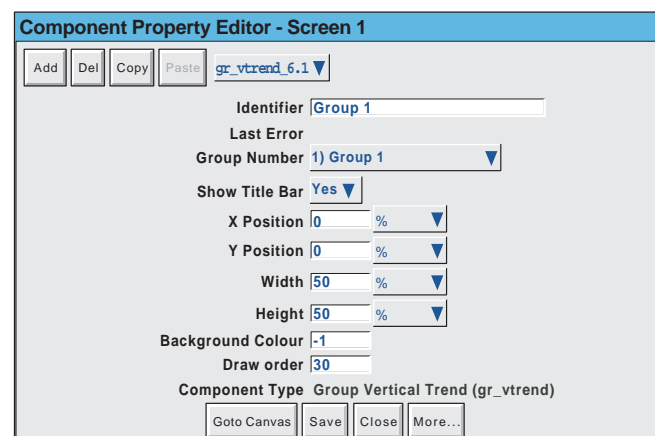 Component Property Editor - Screen 1
Add Del Copy Paste gr_vtrend_6.1
Identifier Group 1
Last Error
Group Number 1) Group 1
Show Title Bar Yes
X Position 0 %
Y Position 0 %
Width 50 %
Height 50 %
Background Colour -1
Draw order 30
Component Type Group Vertical Trend (gr_vtrend)
Goto Canvas Save Close More...